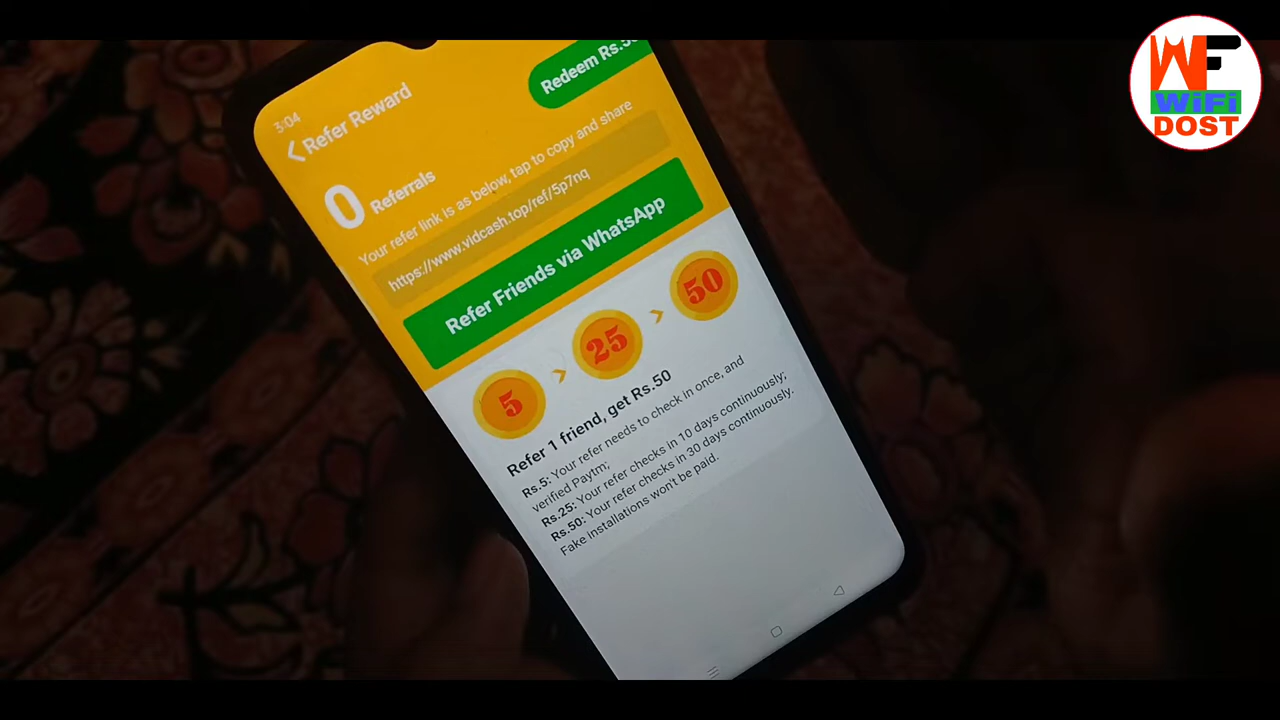 3:04
Refer Reward
Redeem Rs.50
0 Referrals
Your refer link is as below, tap to copy and share
https://www.vidcash.top/ref/5p7nq
Refer Friends via WhatsApp
5 > 25 > 50
Refer 1 friend, get Rs.50
Rs.5: Your refer needs to check in once, and
verified Paytm;
Rs.25: Your refer checks in 10 days continuously;
Rs.50: Your refer checks in 30 days continuously.
Fake installations won't be paid.
WF
WiFi
DOST